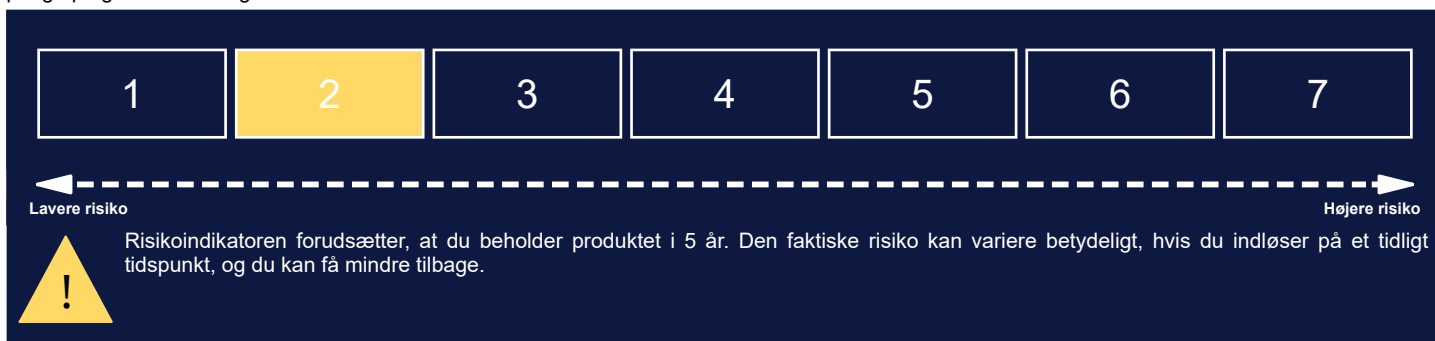 1 2 3 4 5 6 7
Lavere risiko Højere risiko
Risikoindikatoren forudsætter, at du beholder produktet i 5 år. Den faktiske risiko kan variere betydeligt, hvis du indløser på et tidligt
tidspunkt, og du kan få mindre tilbage.
!